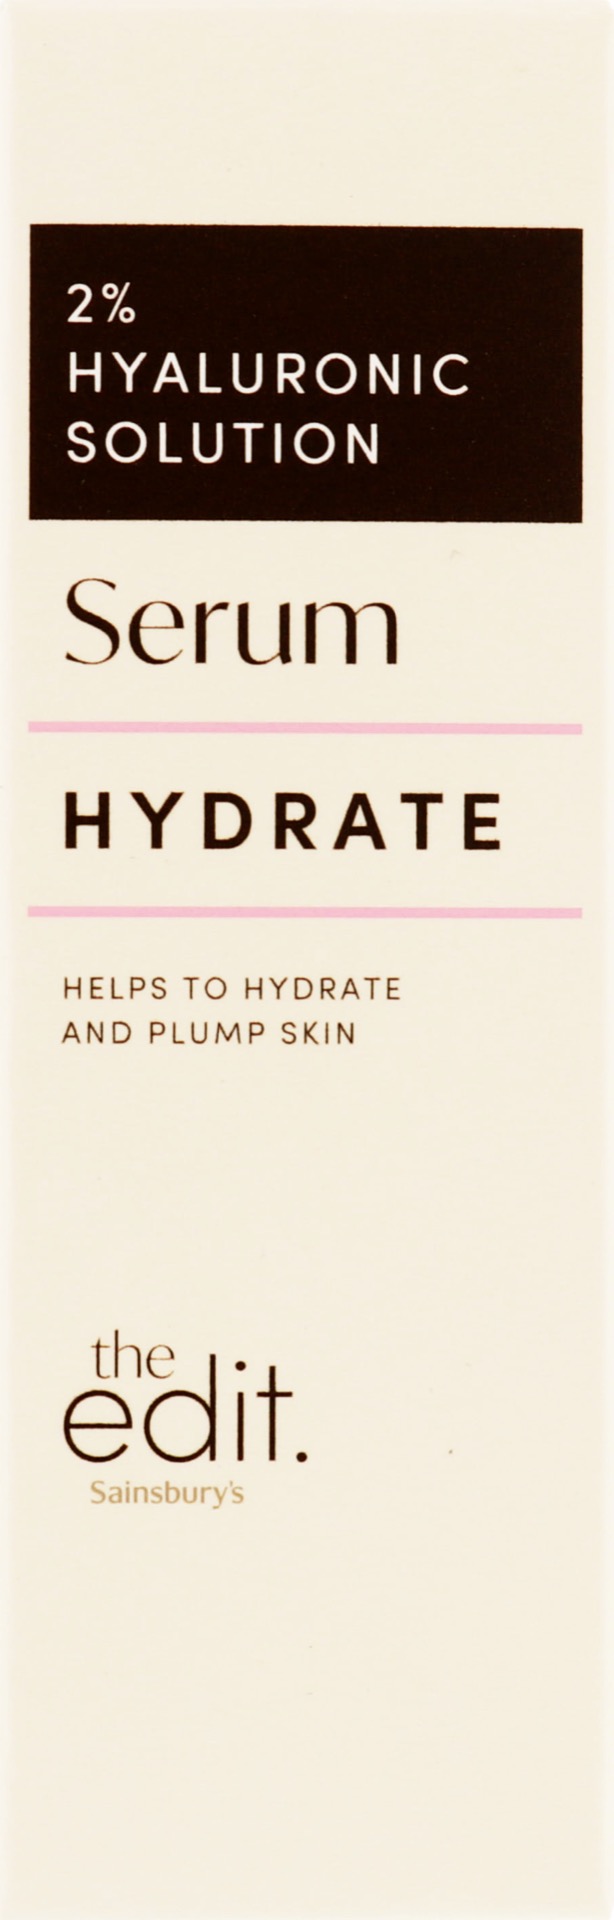 2%
HYALURONIC
SOLUTION
Serum
HYDRATE
HELPS TO HYDRATE
AND PLUMP SKIN
the
edit.
Sainsbury's